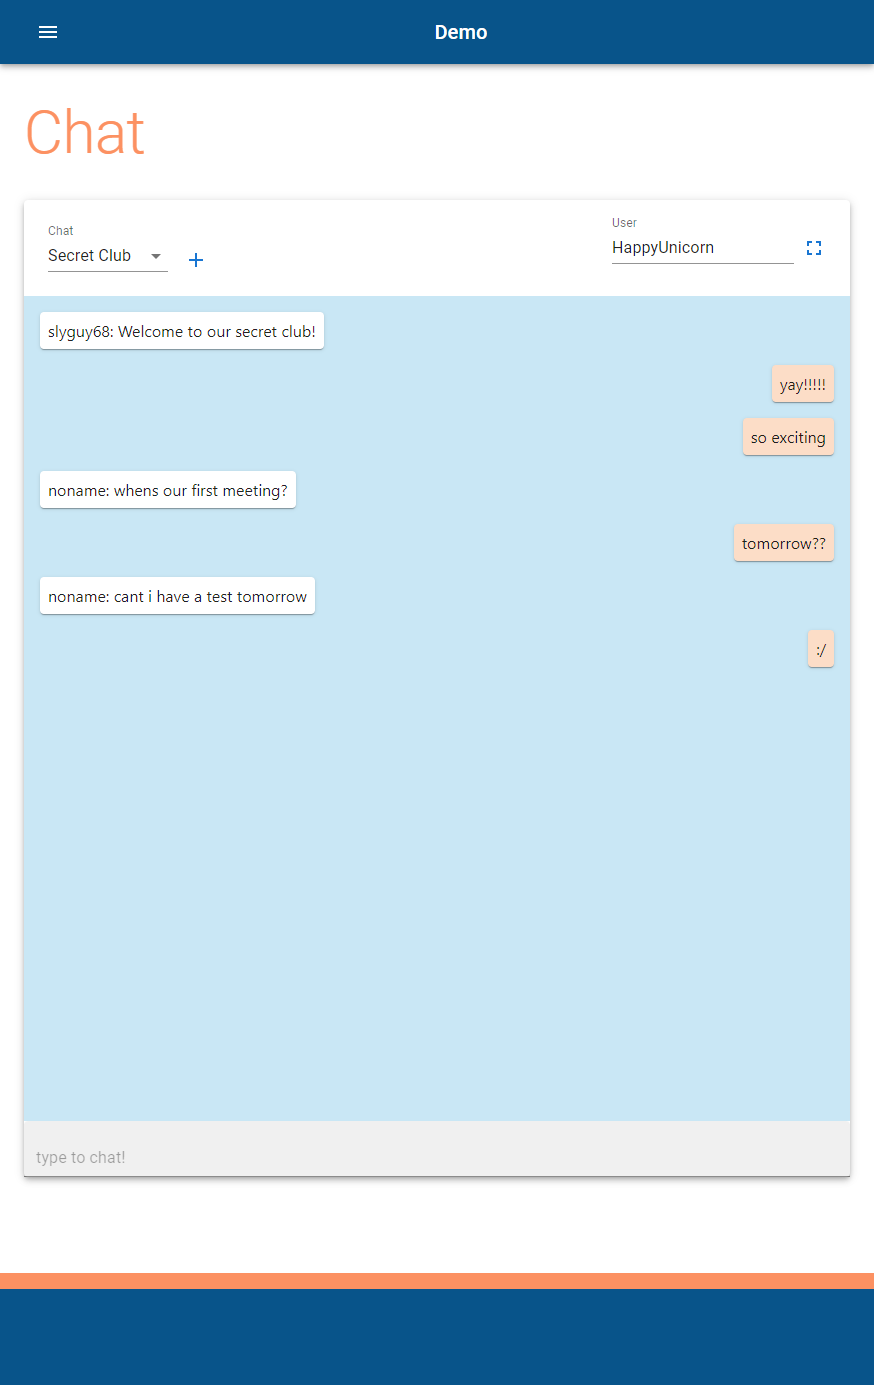 Demo
Chat
Chat
Secret Club
User
HappyUnicorn
slyguy68: Welcome to our secret club!
yay!!!!!
so exciting
noname: whens our first meeting?
tomorrow??
noname: cant i have a test tomorrow
:/
type to chat!